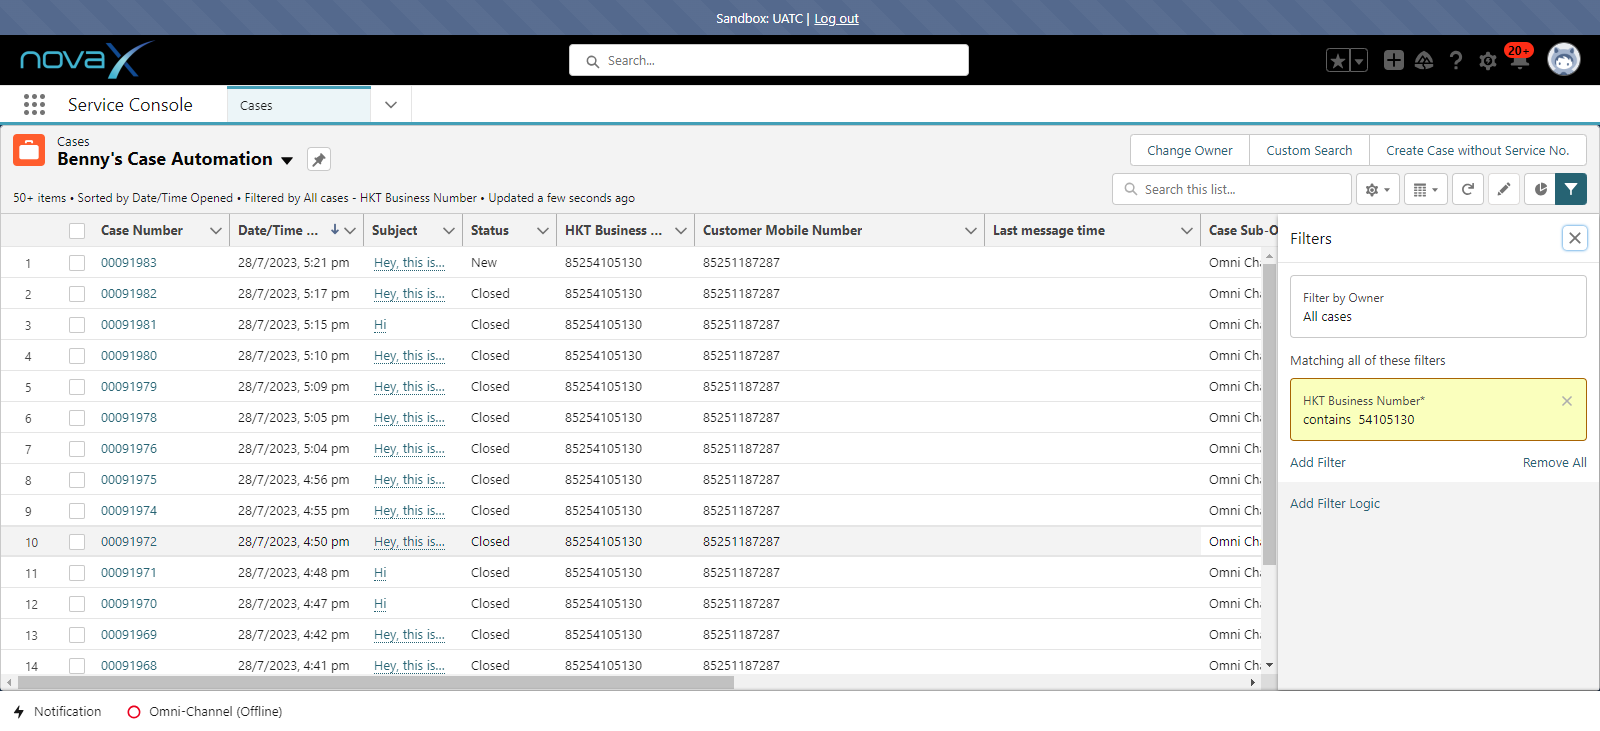 Sandbox: UATC | Log out
novaX
Search...
20+
Service Console
Cases
Cases
Benny's Case Automation
Change Owner
Custom Search
Create Case without Service No.
50+ items • Sorted by Date/Time Opened • Filtered by All cases - HKT Business Number • Updated a few seconds ago
Search this list...
Case Number Date/Time ... Subject Status HKT Business ... Customer Mobile Number Last message time Case Sub-O
1 00091983 28/7/2023, 5:21 pm Hey, this is... New 85254105130 85251187287 Omni Cha
2 00091982 28/7/2023, 5:17 pm Hey, this is... Closed 85254105130 85251187287 Omni Cha
3 00091981 28/7/2023, 5:15 pm Hi Closed 85254105130 85251187287 Omni Cha
4 00091980 28/7/2023, 5:10 pm Hey, this is... Closed 85254105130 85251187287 Omni Cha
5 00091979 28/7/2023, 5:09 pm Hey, this is... Closed 85254105130 85251187287 Omni Cha
6 00091978 28/7/2023, 5:05 pm Hey, this is... Closed 85254105130 85251187287 Omni Cha
7 00091976 28/7/2023, 5:04 pm Hey, this is... Closed 85254105130 85251187287 Omni Cha
8 00091975 28/7/2023, 4:56 pm Hey, this is... Closed 85254105130 85251187287 Omni Cha
9 00091974 28/7/2023, 4:55 pm Hey, this is... Closed 85254105130 85251187287 Omni Cha
10 00091972 28/7/2023, 4:50 pm Hey, this is... Closed 85254105130 85251187287 Omni Cha
11 00091971 28/7/2023, 4:48 pm Hi Closed 85254105130 85251187287 Omni Cha
12 00091970 28/7/2023, 4:47 pm Hi Closed 85254105130 85251187287 Omni Cha
13 00091969 28/7/2023, 4:42 pm Hey, this is... Closed 85254105130 85251187287 Omni Cha
14 00091968 28/7/2023, 4:41 pm Hey, this is... Closed 85254105130 85251187287 Omni Cha
Filters
Filter by Owner
All cases
Matching all of these filters
HKT Business Number*
contains 54105130
Add Filter
Remove All
Add Filter Logic
Notification
Omni-Channel (Offline)